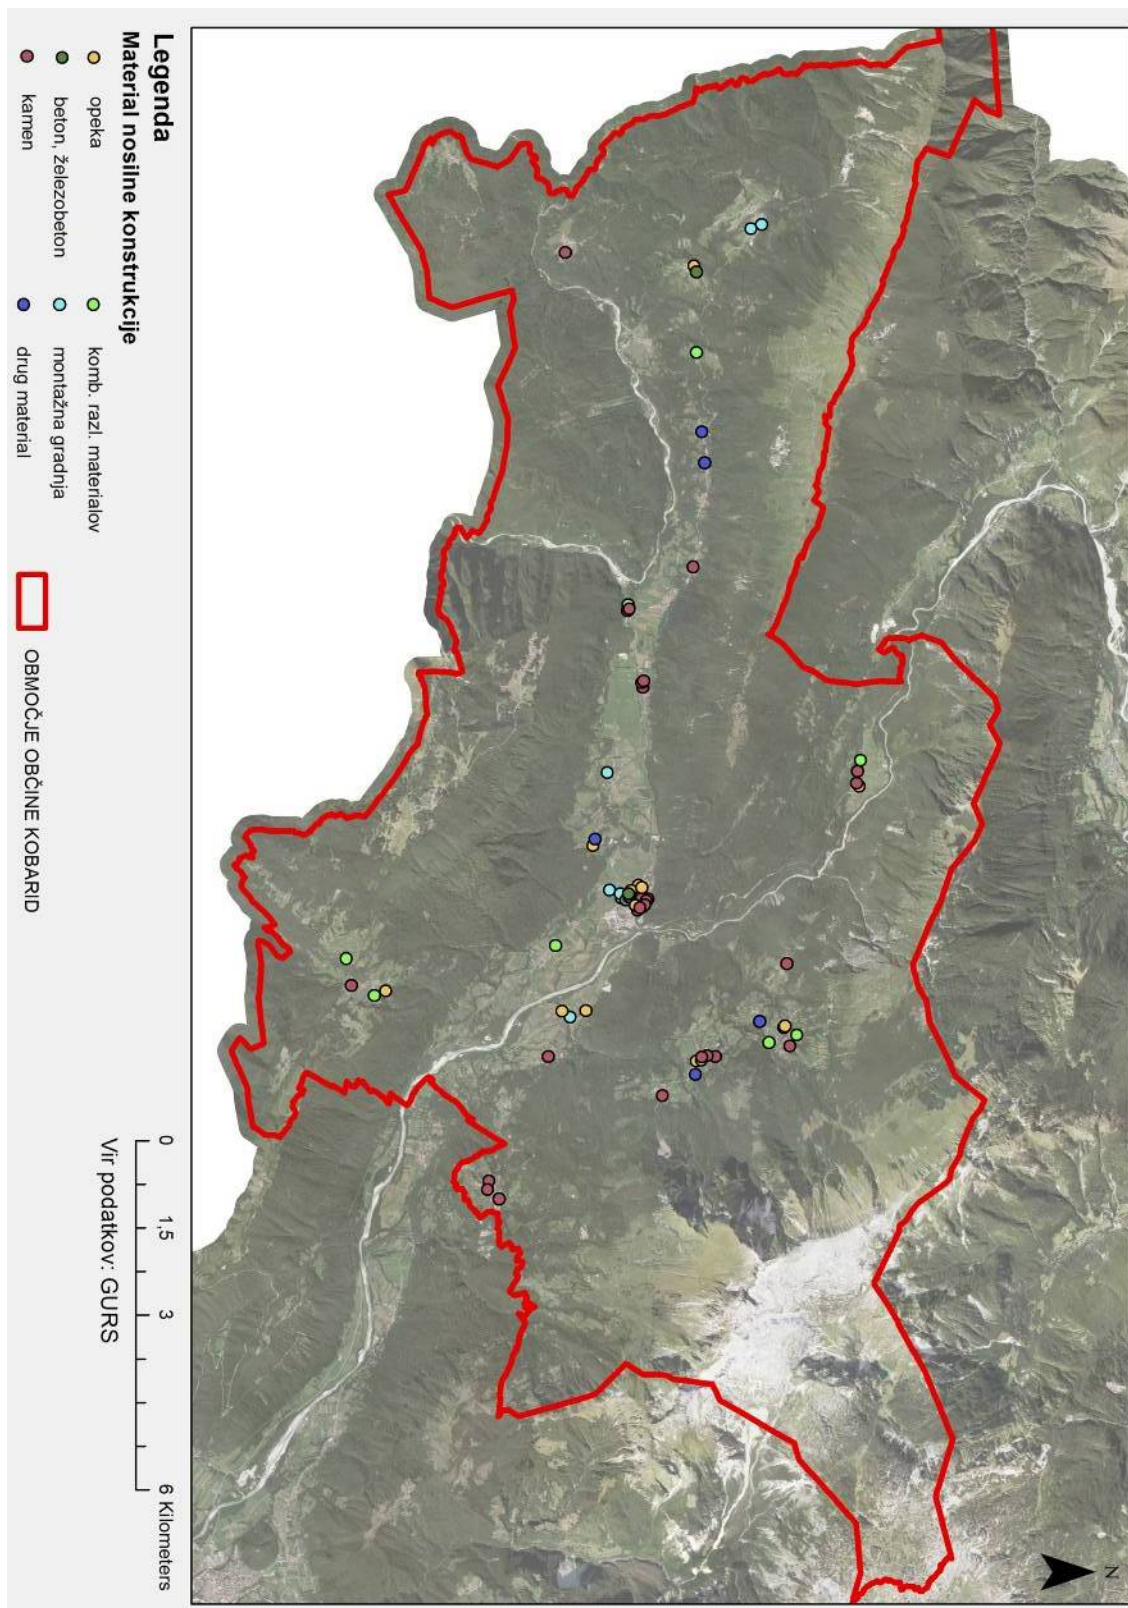 Legenda
Material nosilne konstrukcije
opeka
beton, železobeton
kamen
komb. razl. materialov
montažna gradnja
drug material
OBMOČJE OBČINE KOBARID
0 1,5 3 6 Kilometers
Vir podatkov: GURS
N